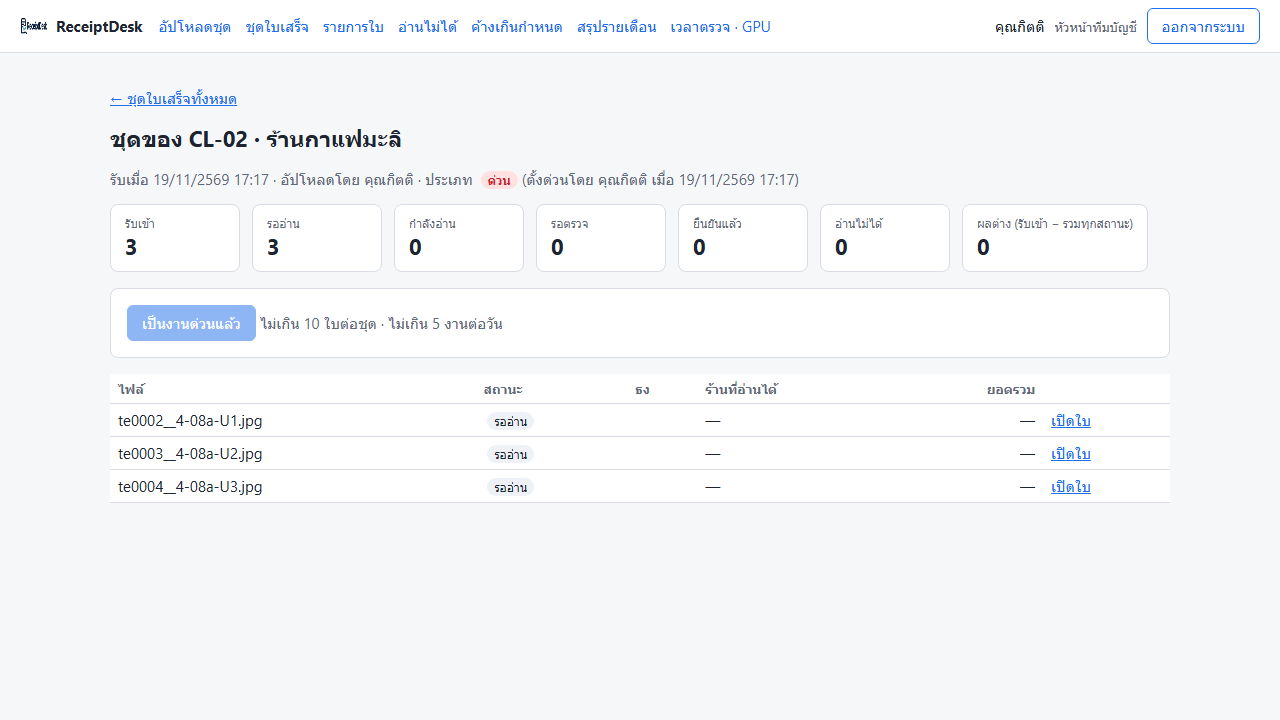 ReceiptDesk อัปโหลดชุด ชุดใบเสร็จ รายการใบ อ่านไม่ได้ ค้างเกินกำหนด สรุปรายเดือน เวลาตรวจ · GPU คุณกิตติ หัวหน้าทีมบัญชี ออกจากระบบ
← ชุดใบเสร็จทั้งหมด
ชุดของ CL-02 · ร้านกาแฟมะลิ
รับเมื่อ 19/11/2569 17:17 · อัปโหลดโดย คุณกิตติ · ประเภท ด่วน (ตั้งด่วนโดย คุณกิตติ เมื่อ 19/11/2569 17:17)
รับเข้า รออ่าน กำลังอ่าน รอตรวจ ยืนยันแล้ว อ่านไม่ได้ ผลต่าง (รับเข้า − รวมทุกสถานะ)
3 3 0 0 0 0 0
เป็นงานด่วนแล้ว ไม่เกิน 10 ใบต่อชุด · ไม่เกิน 5 งานต่อวัน
ไฟล์ สถานะ ธง ร้านที่อ่านได้ ยอดรวม
te0002__4-08a-U1.jpg รออ่าน — — เปิดใบ
te0003__4-08a-U2.jpg รออ่าน — — เปิดใบ
te0004__4-08a-U3.jpg รออ่าน — — เปิดใบ